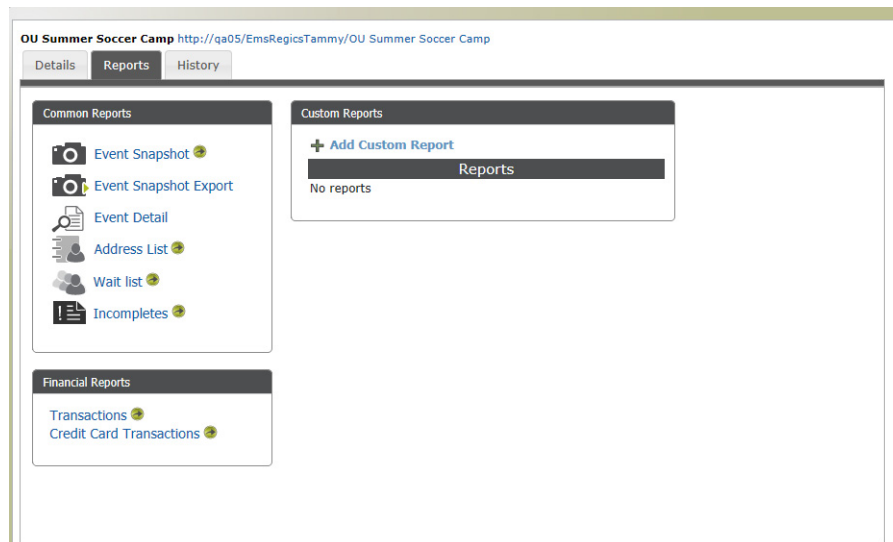 OU Summer Soccer Camp http://qa05/EmsRegicsTammy/OU Summer Soccer Camp
Details Reports History
Common Reports
Event Snapshot
Event Snapshot Export
Event Detail
Address List
Wait list
Incompletes
Custom Reports
Add Custom Report
Reports
No reports
Financial Reports
Transactions
Credit Card Transactions